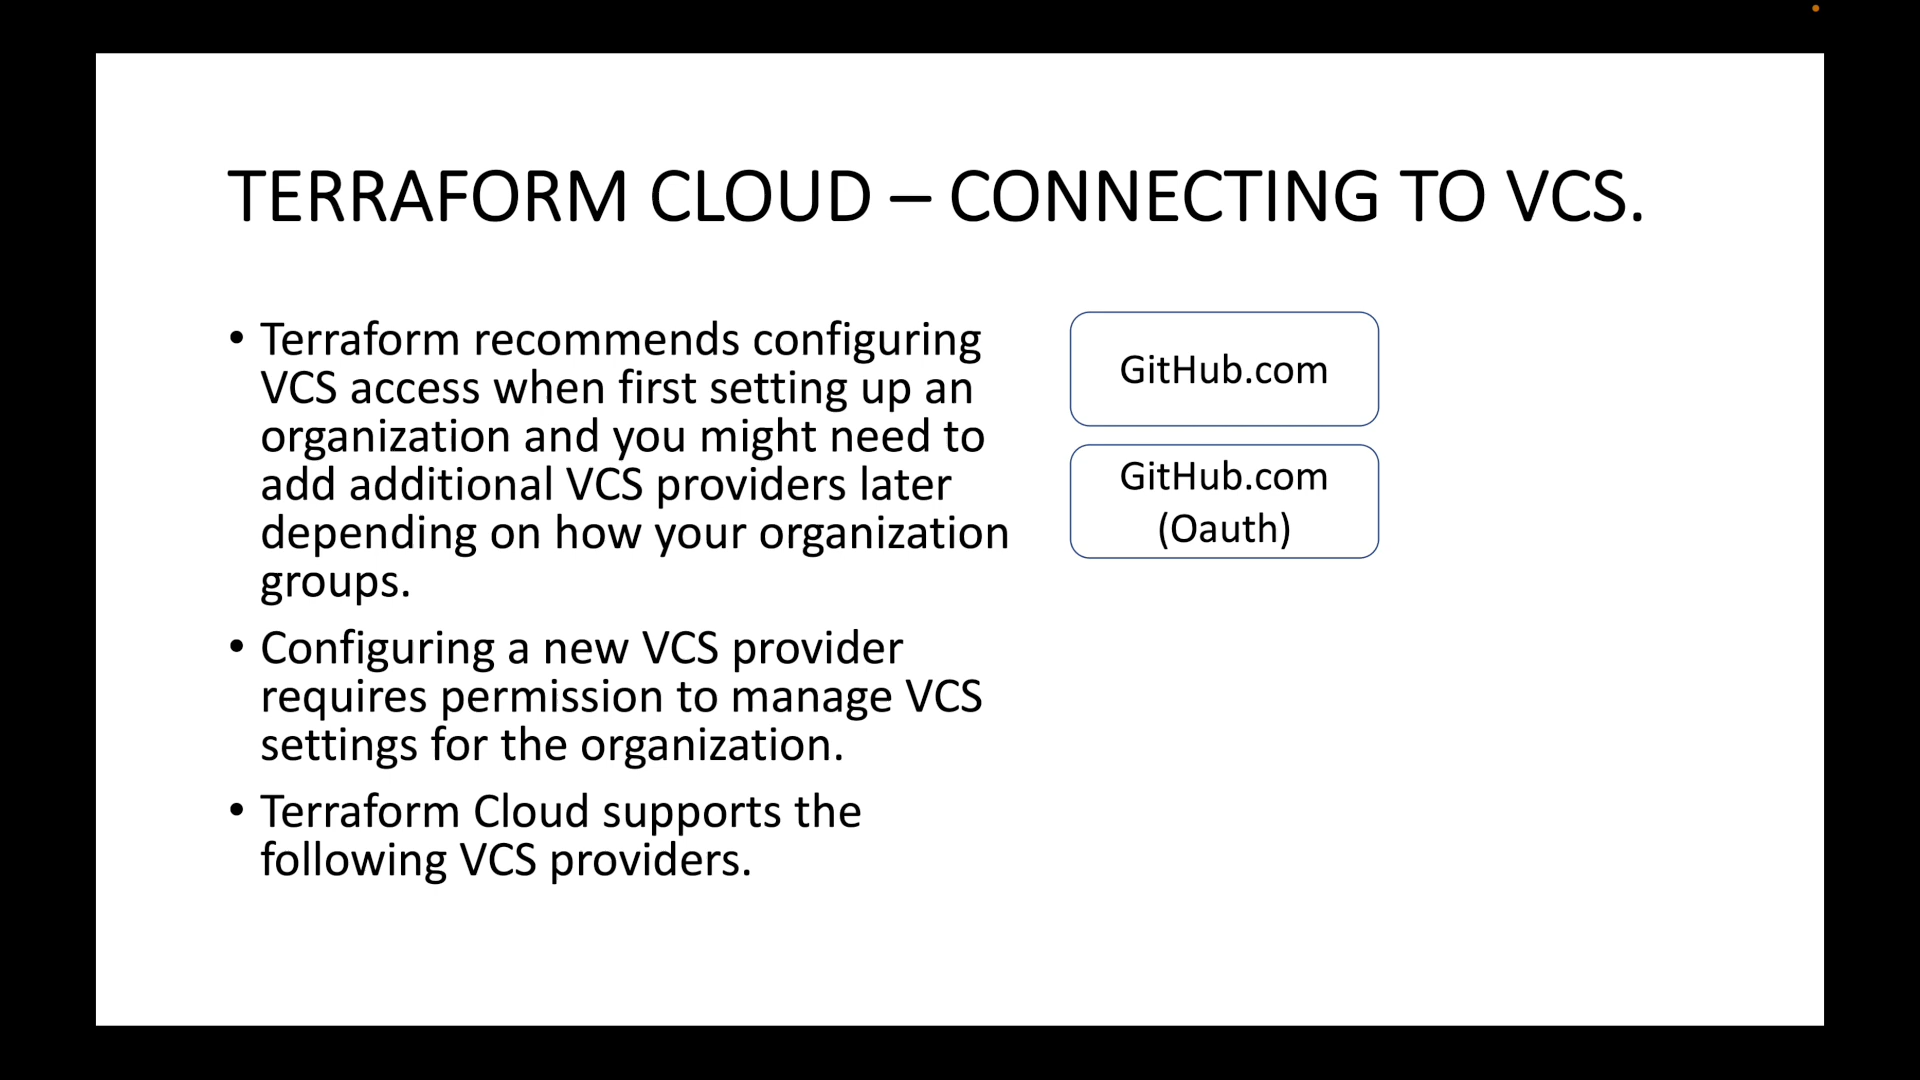 TERRAFORM CLOUD – CONNECTING TO VCS.
• Terraform recommends configuring
VCS access when first setting up an
organization and you might need to
add additional VCS providers later
depending on how your organization
groups.
• Configuring a new VCS provider
requires permission to manage VCS
settings for the organization.
• Terraform Cloud supports the
following VCS providers.
GitHub.com
GitHub.com
(Oauth)